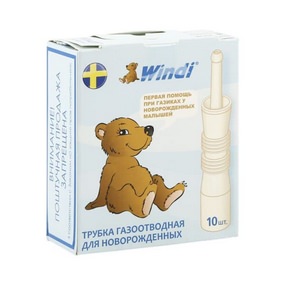 Windi®
ПЕРВАЯ ПОМОЩЬ
ПРИ ГАЗИКАХ У
НОВОРОЖДЕННЫХ
МАЛЫШЕЙ
10 шт.
ТРУБКА ГАЗООТВОДНАЯ
ДЛЯ НОВОРОЖДЕННЫХ
ВНИМАНИЕ!
ПОШТУЧНАЯ ПРОДАЖА
ЗАПРЕЩЕНА